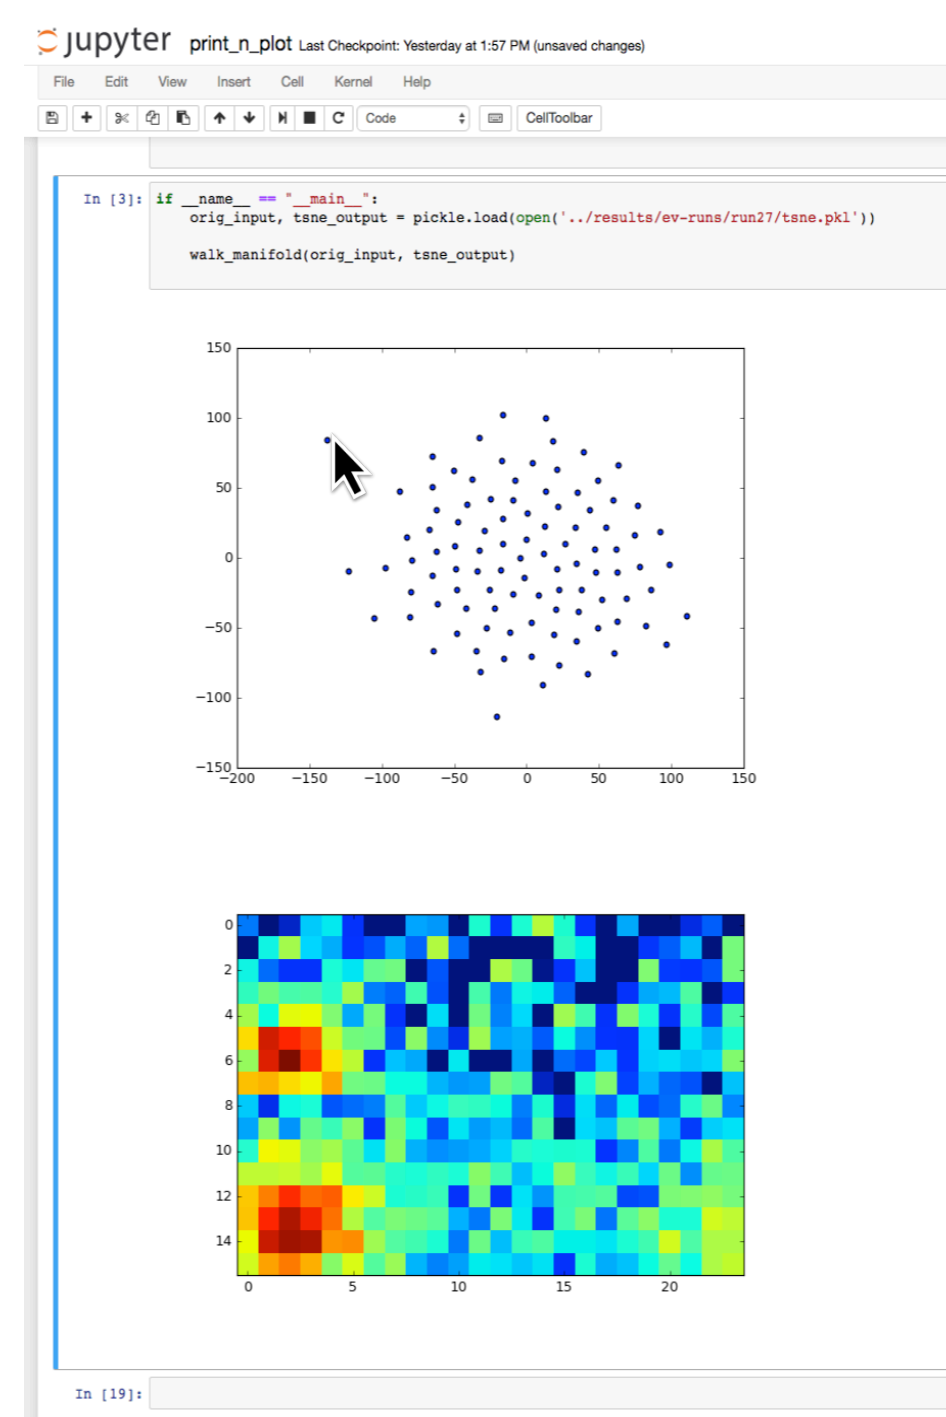 jupyter print_n_plot Last Checkpoint: Yesterday at 1:57 PM (unsaved changes)
File Edit View Insert Cell Kernel Help
Code CellToolbar
In [3]: if __name__ == "__main__":
orig_input, tsne_output = pickle.load(open('../results/ev-runs/run27/tsne.pkl'))
walk_manifold(orig_input, tsne_output)
150
100
50
0
−50
−100
−150
−200 −150 −100 −50 0 50 100 150
0
2
4
6
8
10
12
14
0 5 10 15 20
In [19]: